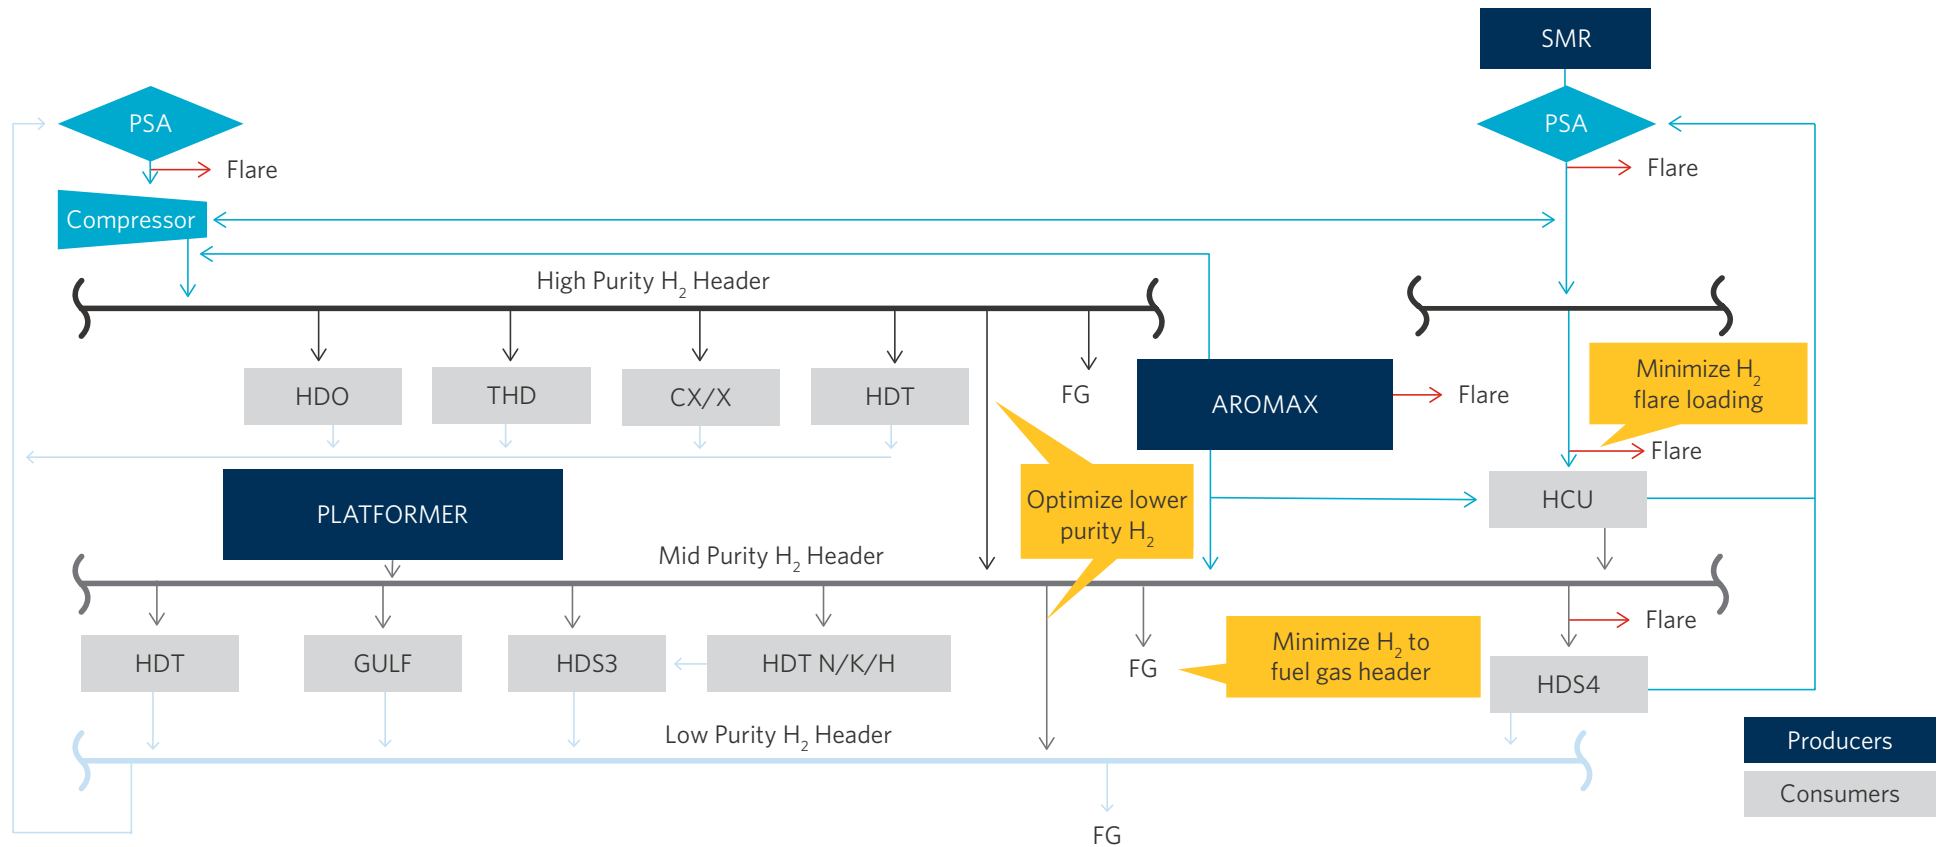 SMR
PSA
PSA
Flare
Flare
Compressor
High Purity H2 Header
Minimize H2
flare loading
HDO
THD
CX/X
HDT
FG
AROMAX
Flare
Flare
Optimize lower
purity H2
PLATFORMER
HCU
Mid Purity H2 Header
Flare
HDT
GULF
HDS3
HDT N/K/H
FG
Minimize H2 to
fuel gas header
HDS4
Low Purity H2 Header
Producers
Consumers
FG